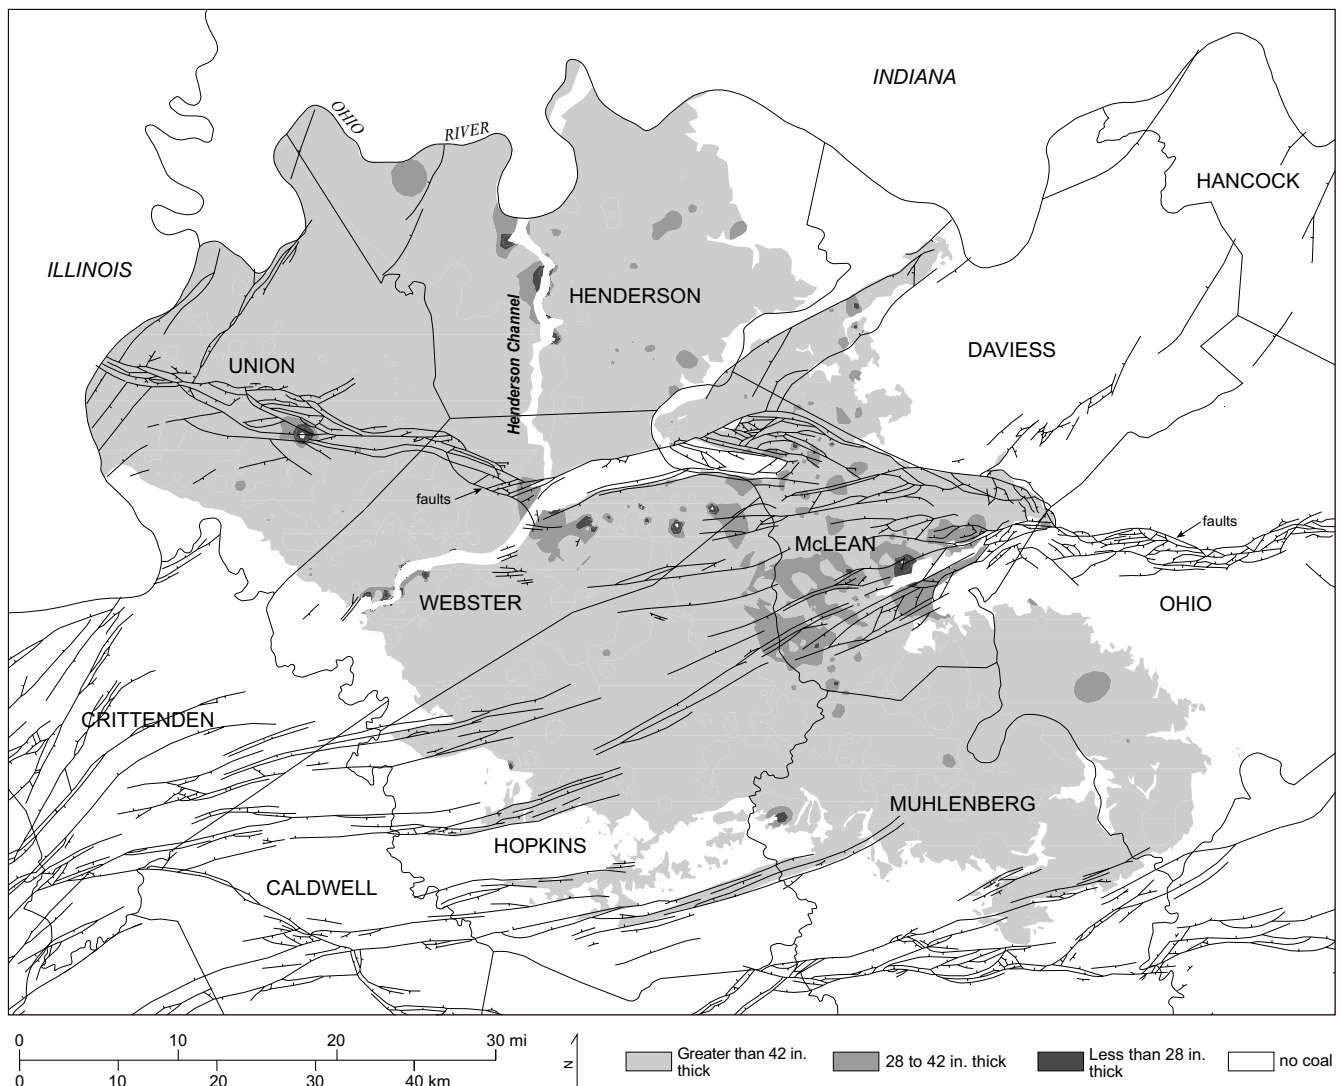 INDIANA
OHIO
RIVER
HANCOCK
ILLINOIS
HENDERSON
Henderson Channel
DAVIESS
UNION
faults
faults
McLEAN
WEBSTER
OHIO
CRITTENDEN
MUHLENBERG
HOPKINS
CALDWELL
0 10 20 30 mi
0 10 20 30 40 km
N
Greater than 42 in.
thick
28 to 42 in. thick
Less than 28 in.
thick
no coal